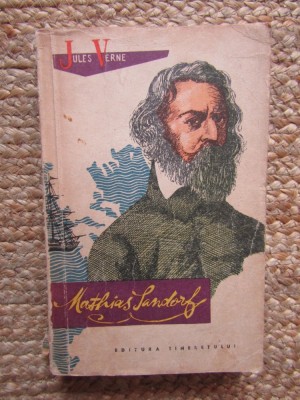 JULES VERNE
Mathias Sandorf
EDITURA TINERETULUI